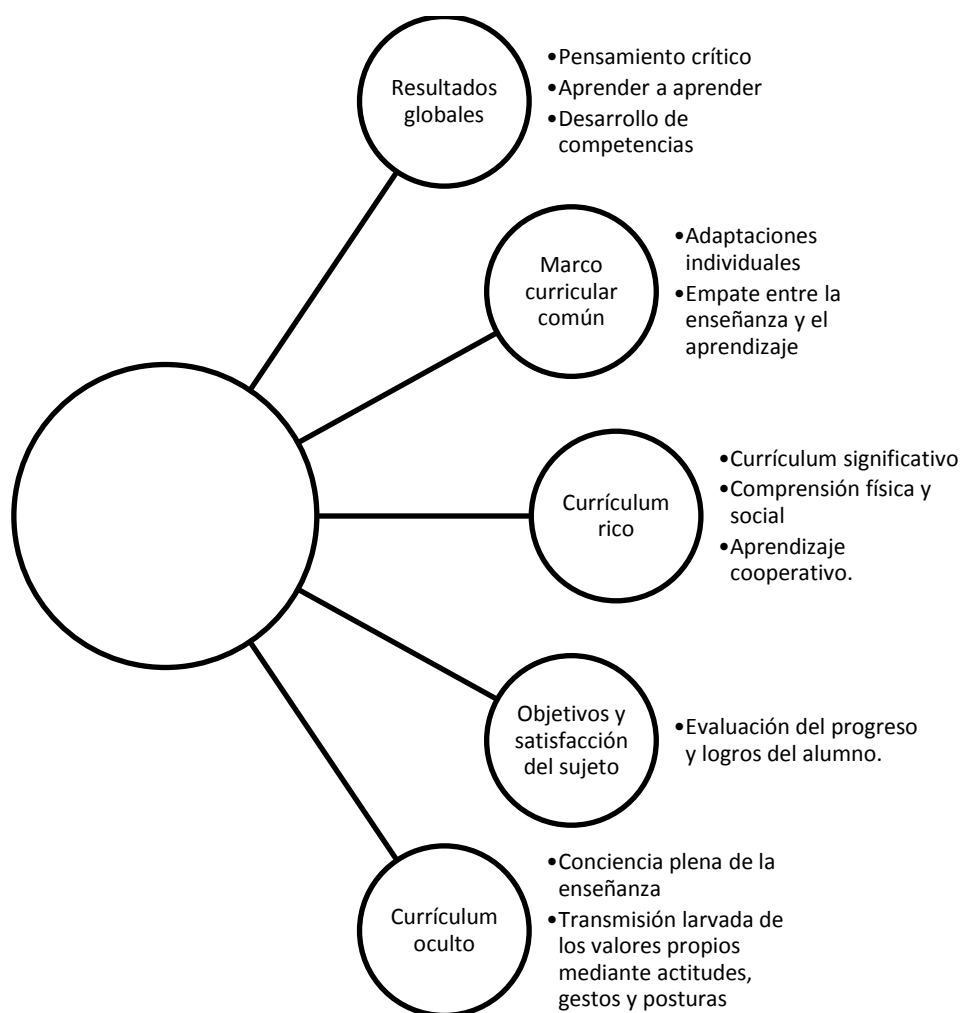 Resultados
globales
•Pensamiento crítico
•Aprender a aprender
•Desarrollo de
competencias
Marco
curricular
común
•Adaptaciones
individuales
•Empate entre la
enseñanza y el
aprendizaje
Currículum
rico
•Currículum significativo
•Comprensión física y
social
•Aprendizaje
cooperativo.
Objetivos y
satisfacción
del sujeto
•Evaluación del progreso
y logros del alumno.
Currículum
oculto
•Conciencia plena de la
enseñanza
•Transmisión larvada de
los valores propios
mediante actitudes,
gestos y posturas